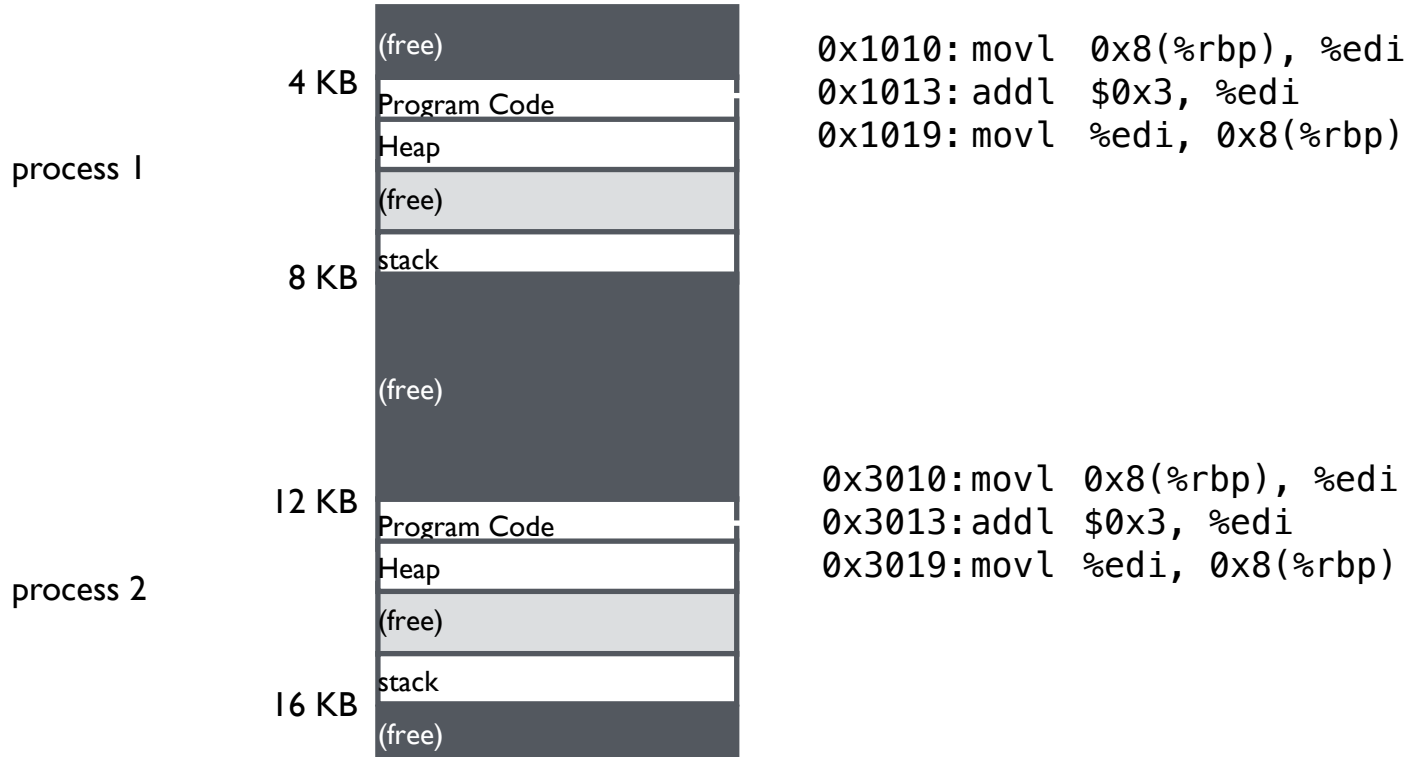 (free)
4 KB
Program Code
Heap
process 1
(free)
stack
8 KB
(free)
12 KB
Program Code
Heap
process 2
(free)
stack
16 KB
(free)
0x1010: movl 0x8(%rbp), %edi
0x1013: addl $0x3, %edi
0x1019: movl %edi, 0x8(%rbp)
0x3010: movl 0x8(%rbp), %edi
0x3013: addl $0x3, %edi
0x3019: movl %edi, 0x8(%rbp)